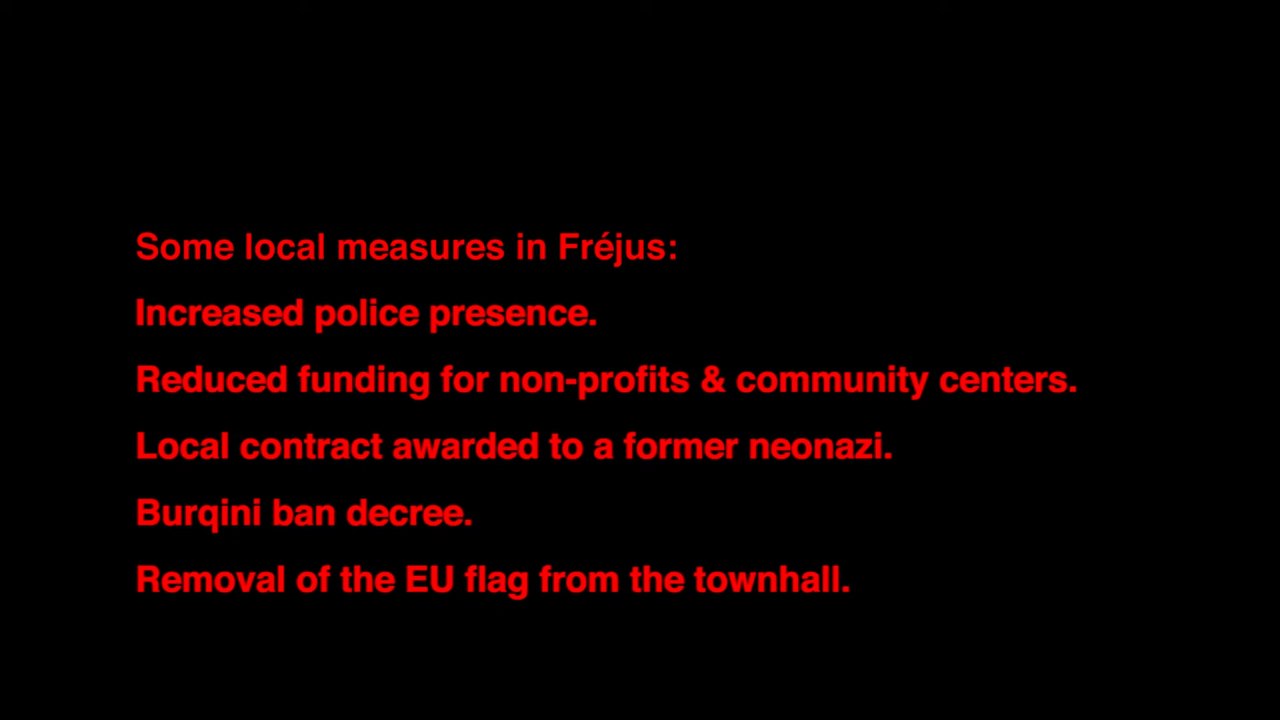 Some local measures in Fréjus:
Increased police presence.
Reduced funding for non-profits & community centers.
Local contract awarded to a former neonazi.
Burqini ban decree.
Removal of the EU flag from the townhall.